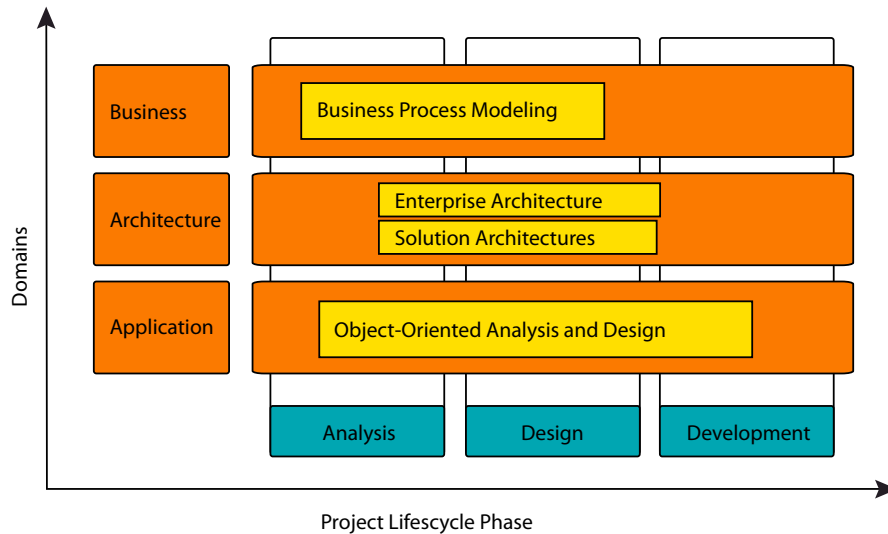 Business
Business Process Modeling
Architecture
Enterprise Architecture
Solution Architectures
Application
Object-Oriented Analysis and Design
Domains
Analysis
Design
Development
Project Lifescycle Phase